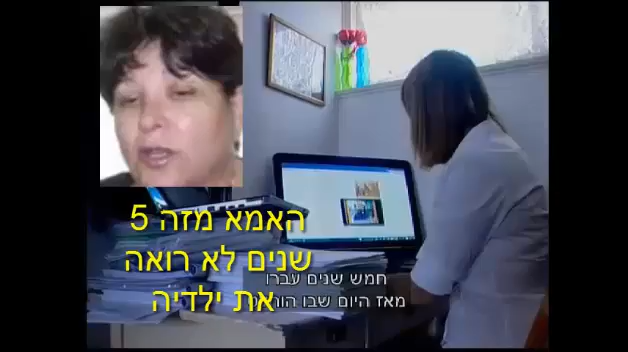 האמא מזה 5
שנים לא רואה
את ילדיה
חמש שנים עברו
מאז היום שבו